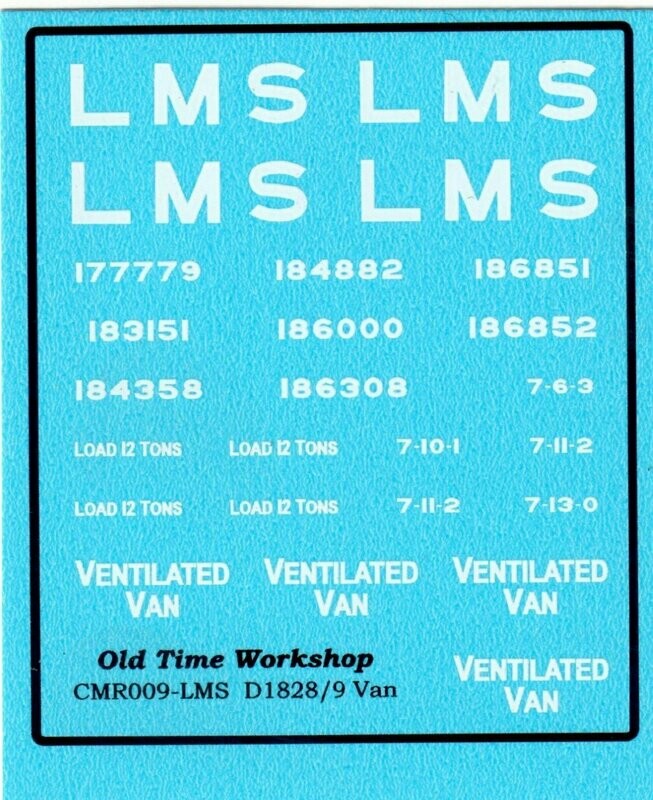 LMS LMS
LMS LMS
177779 184882 186851
183151 186000 186852
184358 186308 7-6-3
LOAD 12 TONS LOAD 12 TONS 7-10-1 7-11-2
LOAD 12 TONS LOAD 12 TONS 7-11-2 7-13-0
VENTILATED VENTILATED VENTILATED
VAN VAN VAN
Old Time Workshop
CMR009-LMS D1828/9 Van
VENTILATED
VAN